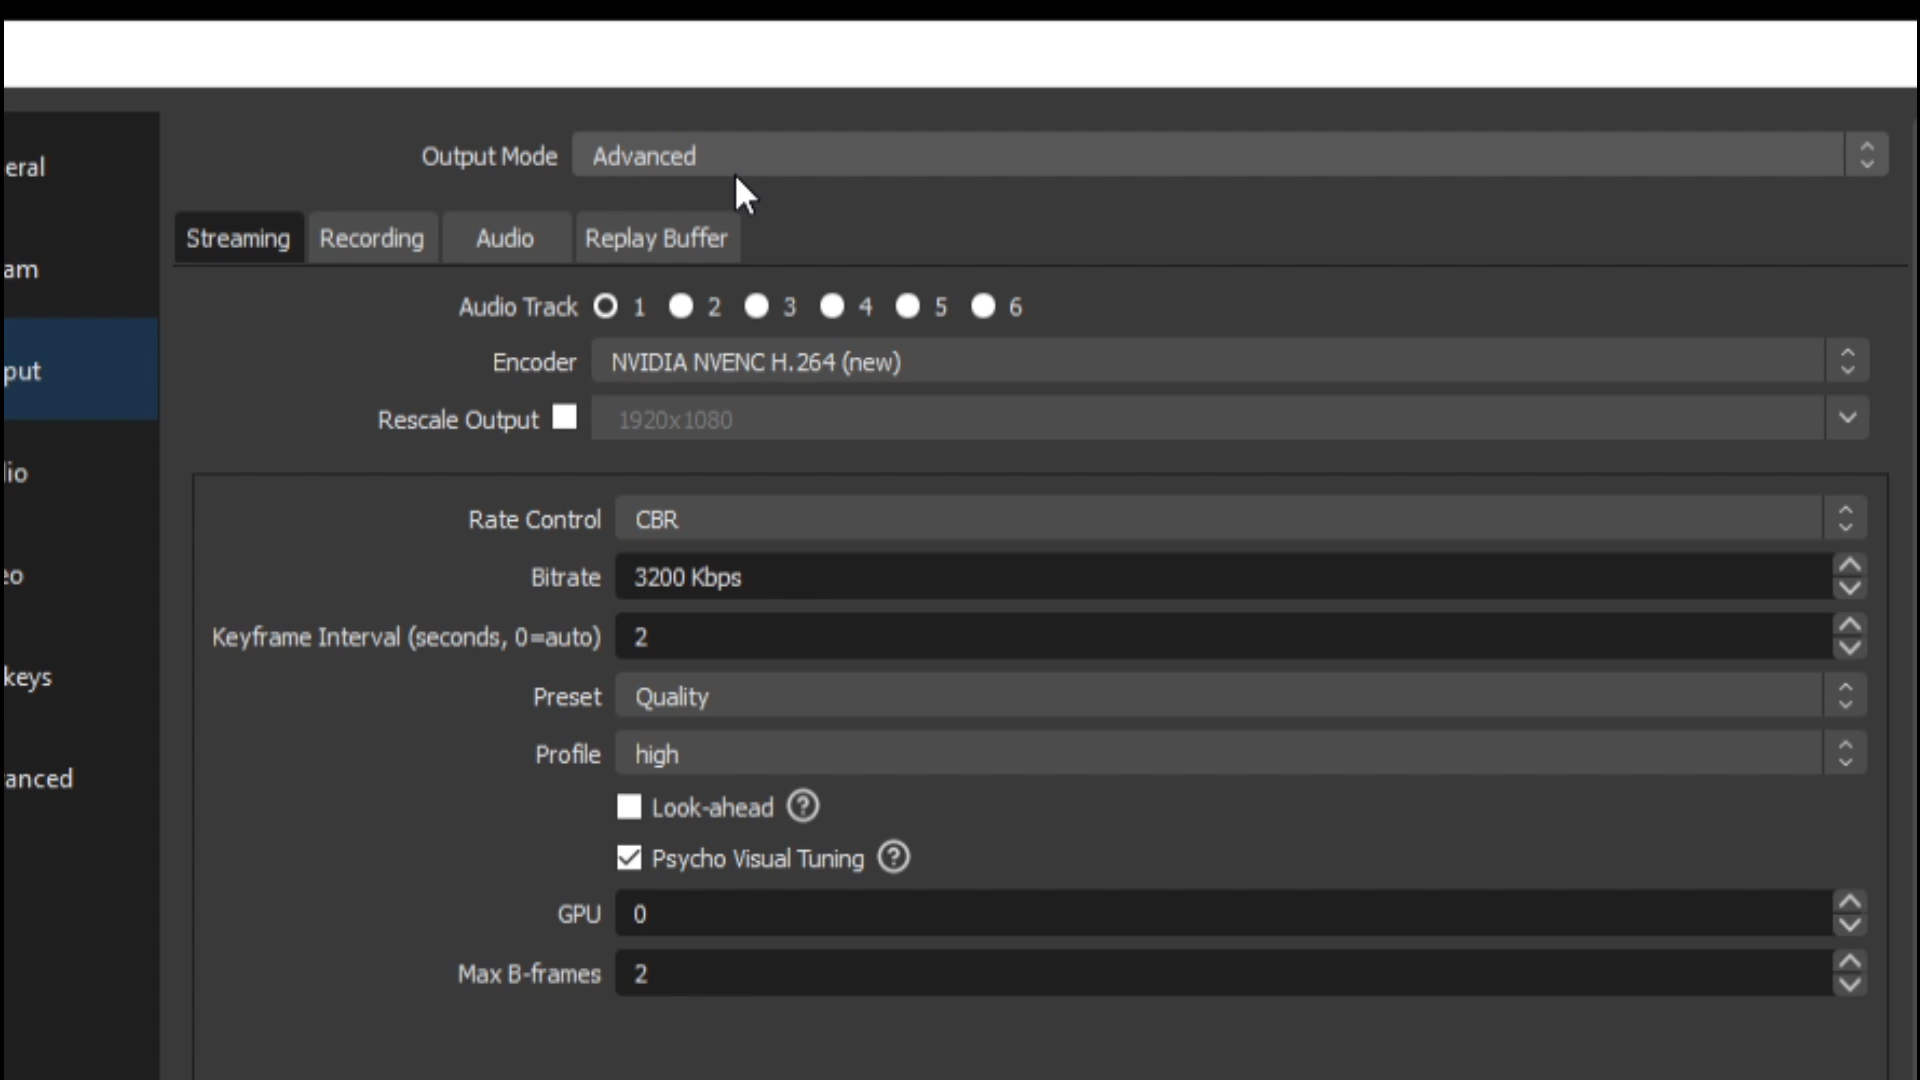 Output Mode Advanced
eral
Streaming Recording Audio Replay Buffer
am
Audio Track 1 2 3 4 5 6
Encoder NVIDIA NVENC H.264 (new)
put
Rescale Output 1920x1080
lio
Rate Control CBR
eo
Bitrate 3200 Kbps
Keyframe Interval (seconds, 0=auto) 2
keys
Preset Quality
Profile high
anced
Look-ahead ?
Psycho Visual Tuning ?
GPU 0
Max B-frames 2